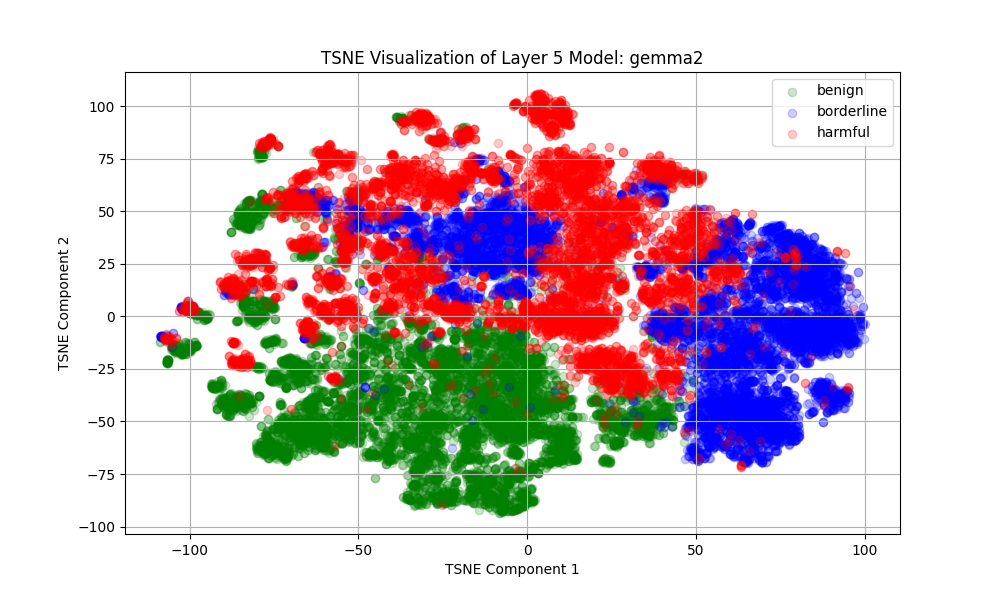 TSNE Visualization of Layer 5 Model: gemma2
benign
borderline
harmful
TSNE Component 2
100
75
50
25
0
−25
−50
−75
−100
−100
−50
0
50
100
TSNE Component 1